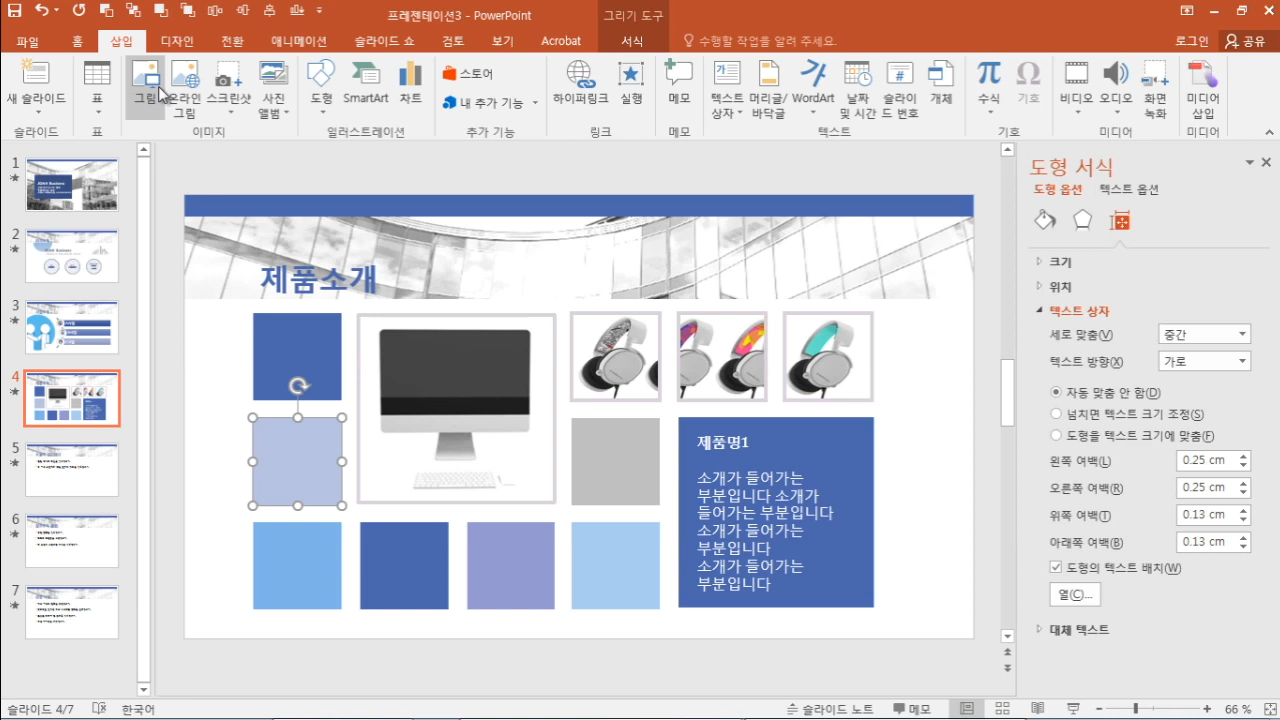 프레젠테이션3 - PowerPoint
그리기 도구
파일 홈 삽입 디자인 전환 애니메이션 슬라이드 쇼 검토 보기 Acrobat 서식 수행할 작업을 알려 주세요. 로그인 공유
새 슬라이드
표
그림
온라인 그림
스크린샷
사진 앨범
도형
SmartArt
차트
스토어
내 추가 기능
하이퍼링크
실행
메모
텍스트 상자
머리글/바닥글
WordArt
날짜 및 시간
슬라이드 번호
개체
수식
기호
비디오
오디오
화면 녹화
미디어 삽입
슬라이드 표 이미지 일러스트레이션 추가 기능 링크 메모 텍스트 기호 미디어 미디어
1
2
3
4
5
6
7
제품소개
제품명1
소개가 들어가는
부분입니다 소개가
들어가는 부분입니다
소개가 들어가는
부분입니다
소개가 들어가는
부분입니다
도형 서식
도형 옵션 텍스트 옵션
크기
위치
텍스트 상자
세로 맞춤(V) 중간
텍스트 방향(X) 가로
자동 맞춤 안 함(D)
넘치면 텍스트 크기 조정(S)
도형을 텍스트 크기에 맞춤(F)
왼쪽 여백(L) 0.25 cm
오른쪽 여백(R) 0.25 cm
위쪽 여백(T) 0.13 cm
아래쪽 여백(B) 0.13 cm
도형의 텍스트 배치(W)
열(C)...
대체 텍스트
슬라이드 4/7 한국어 슬라이드 노트 메모 66 %